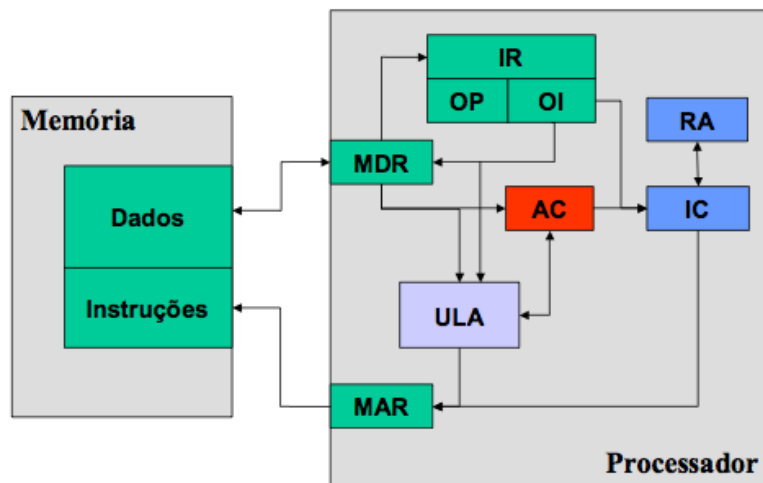 Memória
Dados
Instruções
IR
OP
OI
RA
MDR
AC
IC
ULA
MAR
Processador